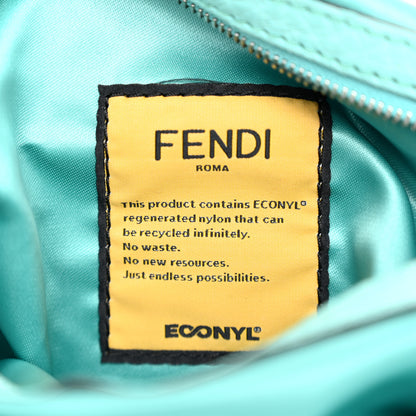 FENDI
ROMA
This product contains ECONYL®
regenerated nylon that can
be recycled infinitely.
No waste.
No new resources.
Just endless possibilities.
ECONYL®